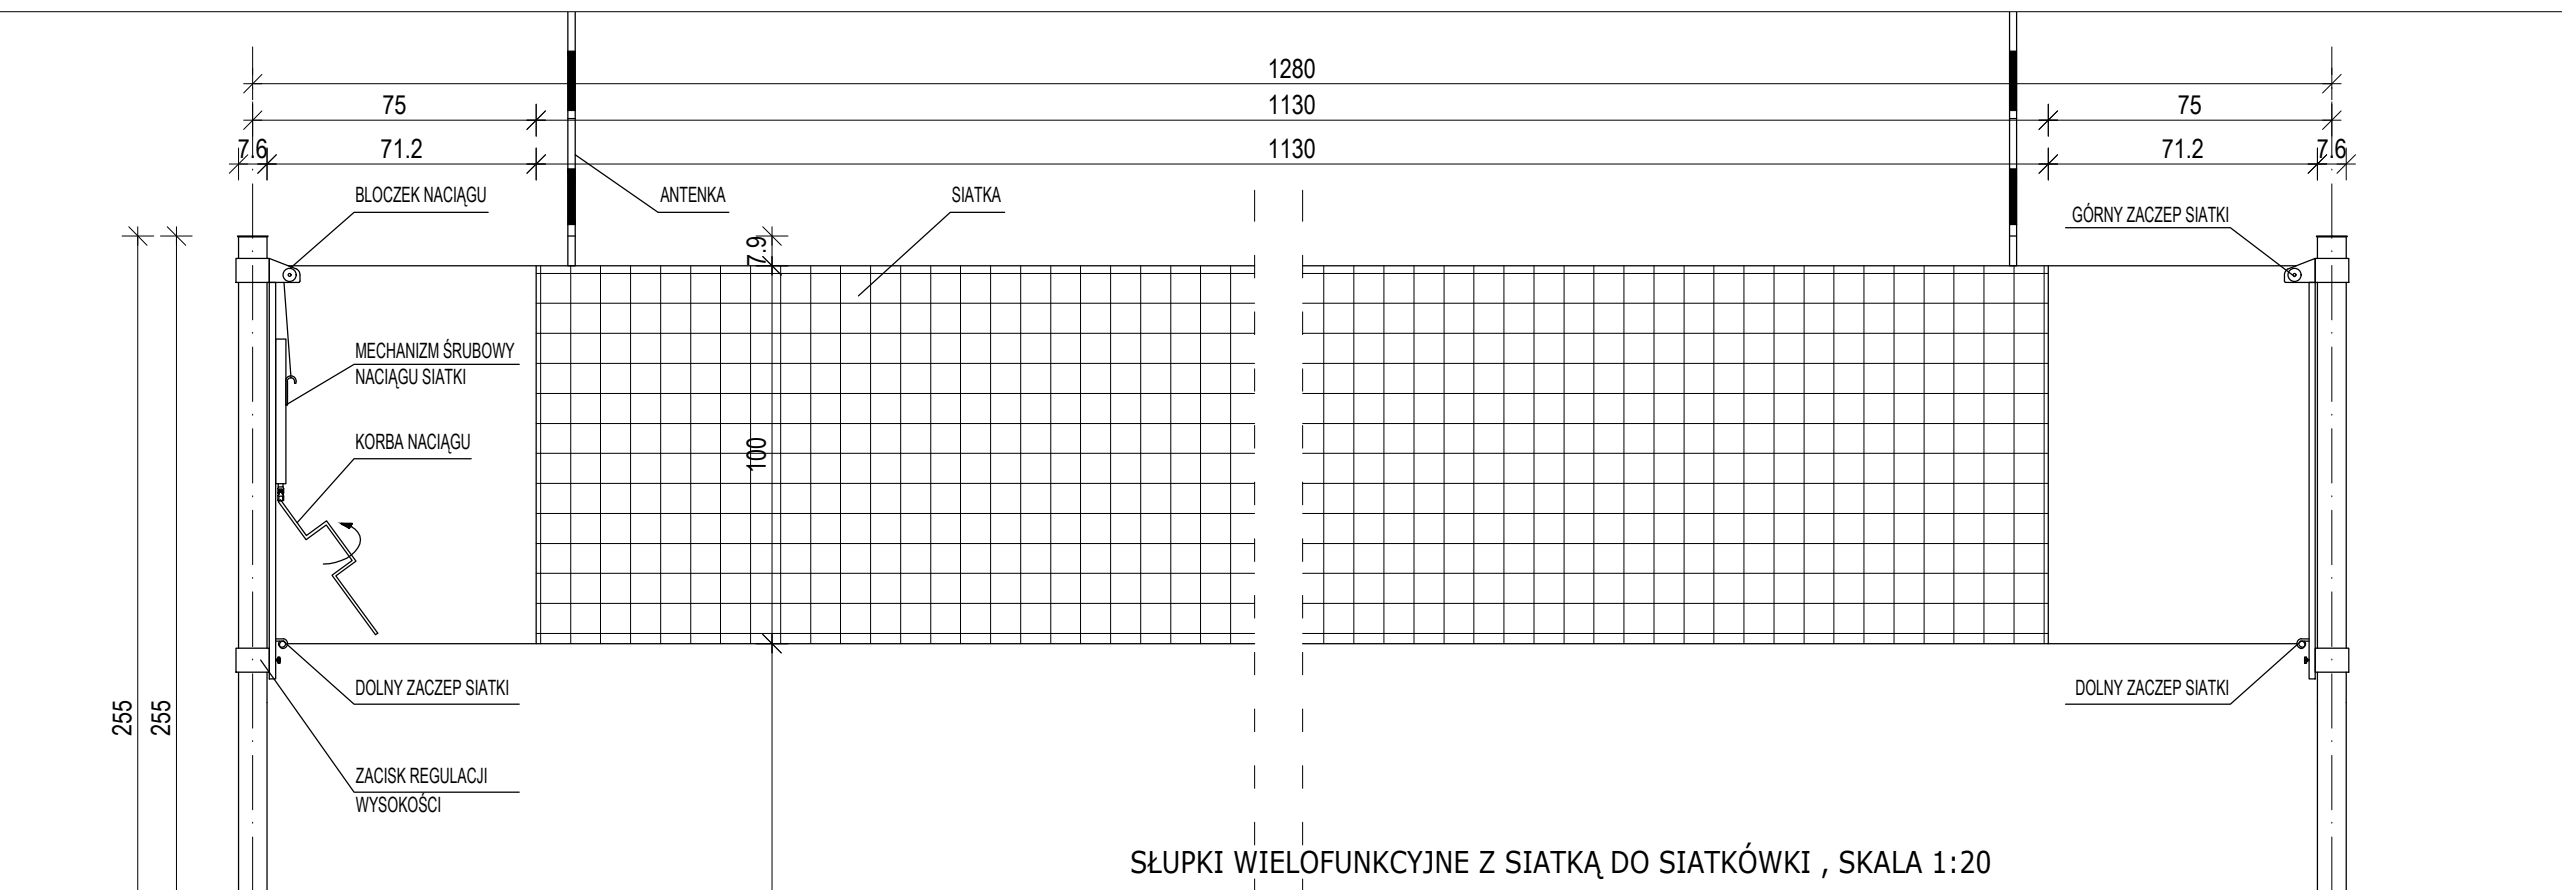 1280
75 1130 75
7.6 71.2 1130 71.2 7.6
BLOCZEK NACIĄGU
ANTENKA
SIATKA
GÓRNY ZACZEP SIATKI
7.9
MECHANIZM ŚRUBOWY
NACIĄGU SIATKI
KORBA NACIĄGU
100
DOLNY ZACZEP SIATKI
DOLNY ZACZEP SIATKI
255
255
ZACISK REGULACJI
WYSOKOŚCI
SŁUPKI WIELOFUNKCYJNE Z SIATKĄ DO SIATKÓWKI , SKALA 1:20